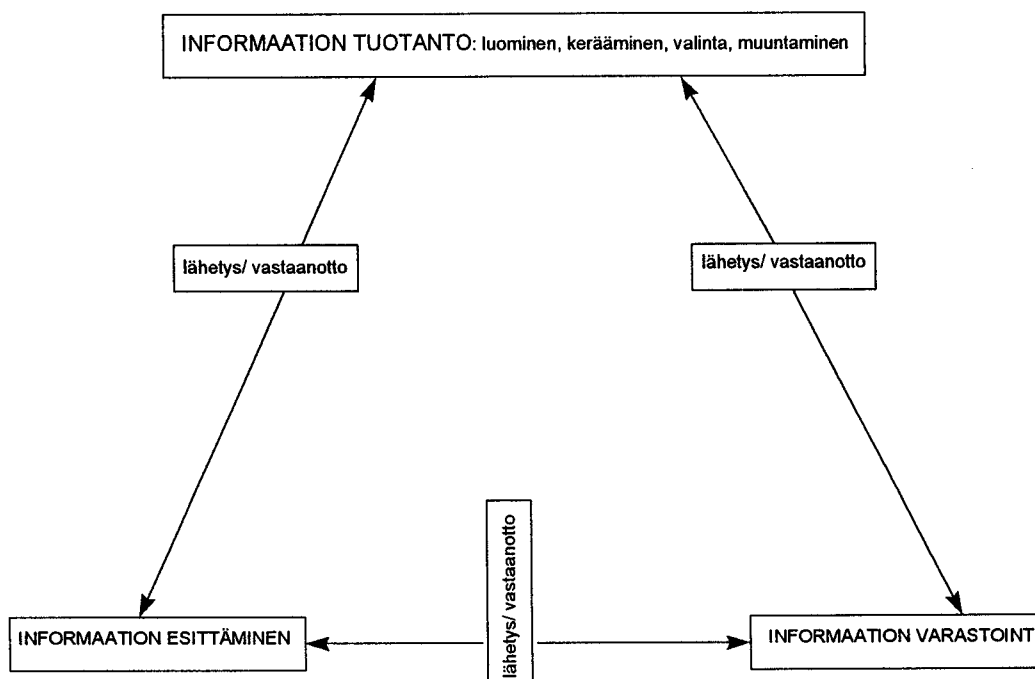 INFORMAATION TUOTANTO: luominen, kerääminen, valinta, muuntaminen
lähetys/ vastaanotto
lähetys/ vastaanotto
lähetys/ vastaanotto
INFORMAATION ESITTÄMINEN
INFORMAATION VARASTOINT